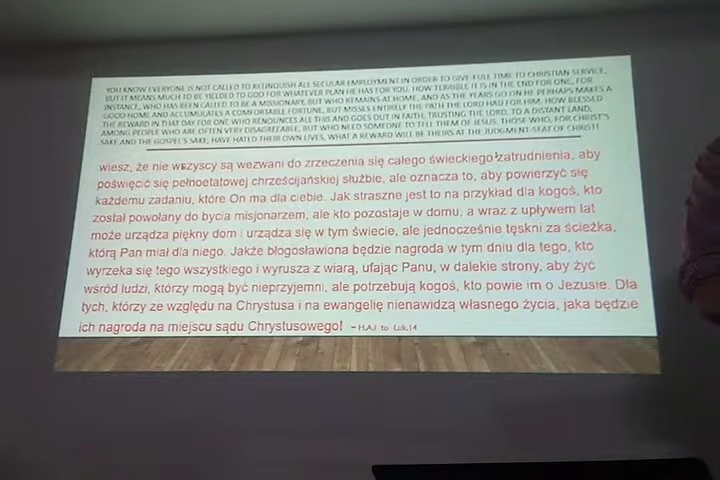 YOU KNOW EVERYONE IS NOT CALLED TO RELINQUISH ALL SECULAR EMPLOYMENT IN ORDER TO GIVE FULL TIME TO CHRISTIAN SERVICE,
BUT IT MEANS MUCH TO BE YIELDED TO GOD FOR WHATEVER PLAN HE HAS FOR YOU. HOW TERRIBLE IT IS IN THE END FOR ONE, FOR
INSTANCE, WHO HAS BEEN CALLED TO BE A MISSIONARY, BUT WHO REMAINS AT HOME, AND AS THE YEARS GO ON HE PERHAPS MAKES A
GOOD HOME AND ACCUMULATES A COMFORTABLE FORTUNE, BUT MISSES ENTIRELY THE PATH THE LORD HAD FOR HIM. HOW BLESSED
THE REWARD IN THAT DAY FOR ONE WHO RENOUNCES ALL THIS AND GOES OUT IN FAITH, TRUSTING THE LORD, TO A DISTANT LAND,
AMONG PEOPLE WHO ARE OFTEN VERY DISAGREEABLE, BUT WHO NEED SOMEONE TO TELL THEM OF JESUS. THOSE WHO, FOR CHRIST'S
SAKE AND THE GOSPEL'S SAKE, HAVE HATED THEIR OWN LIVES, WHAT A REWARD WILL BE THEIRS AT THE JUDGMENT-SEAT OF CHRIST!
wiesz, że nie wszyscy są wezwani do zrzeczenia się całego świeckiego zatrudnienia, aby
poświęcić się pełnoetatowej chrześcijańskiej służbie, ale oznacza to, aby powierzyć się
każdemu zadaniu, które On ma dla ciebie. Jak straszne jest to na przykład dla kogoś, kto
został powołany do bycia misjonarzem, ale kto pozostaje w domu, a wraz z upływem lat
może urządza piękny dom i urządza się w tym świecie, ale jednocześnie tęskni za ścieżką,
którą Pan miał dla niego. Jakże błogosławiona będzie nagroda w tym dniu dla tego, kto
wyrzeka się tego wszystkiego i wyrusza z wiarą, ufając Panu, w dalekie strony, aby żyć
wśród ludzi, którzy mogą być nieprzyjemni, ale potrzebują kogoś, kto powie im o Jezusie. Dla
tych, którzy ze względu na Chrystusa i na ewangelię nienawidzą własnego życia, jaka będzie
ich nagroda na miejscu sądu Chrystusowego! - H.A.I. to Luk.14